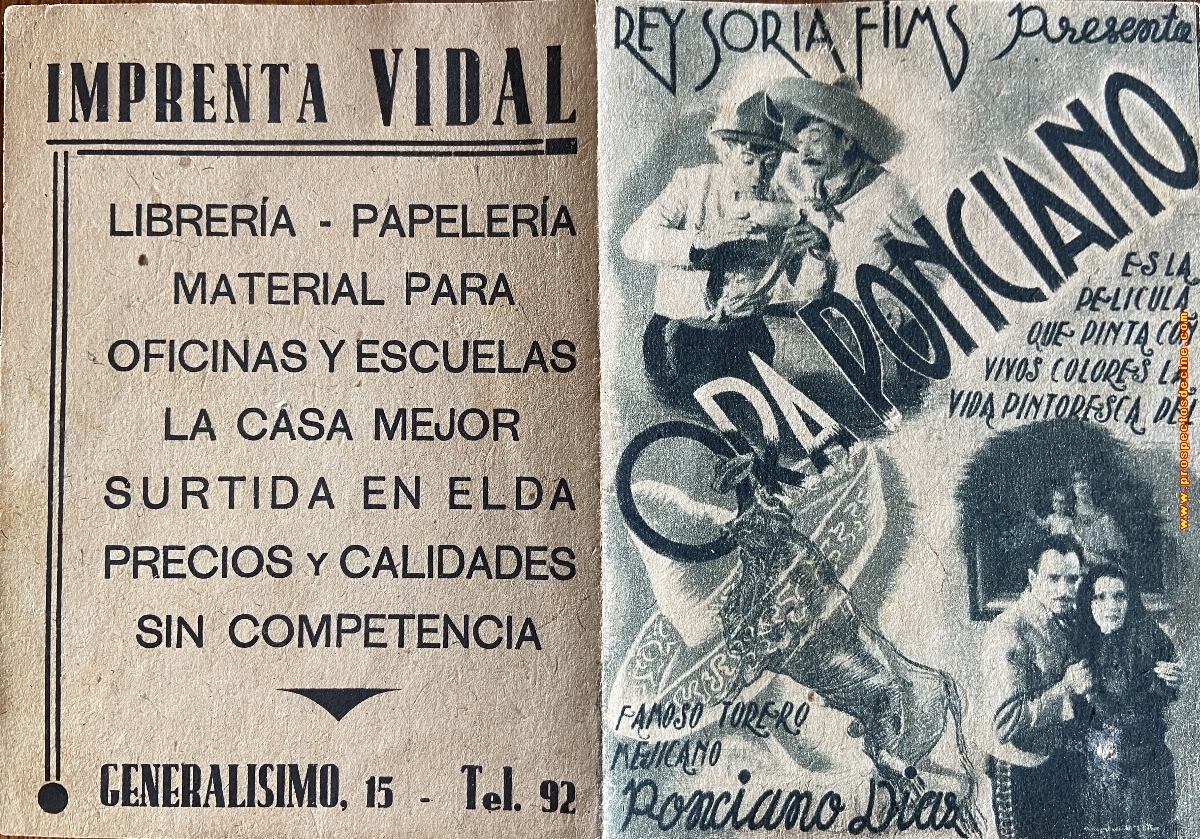 IMPRENTA VIDAL
LIBRERÍA - PAPELERÍA
MATERIAL PARA
OFICINAS Y ESCUELAS
LA CASA MEJOR
SURTIDA EN ELDA
PRECIOS Y CALIDADES
SIN COMPETENCIA
GENERALISIMO, 15 - Tel. 92
REY SORIA FILMS Presenta
ORA PONCIANO
ES LA
PELICULA
QUE PINTA CON
VIVOS COLORES LA
VIDA PINTORESCA DEL
FAMOSO TORERO
MEJICANO
Ponciano Diaz
www.prospectosdecine.com